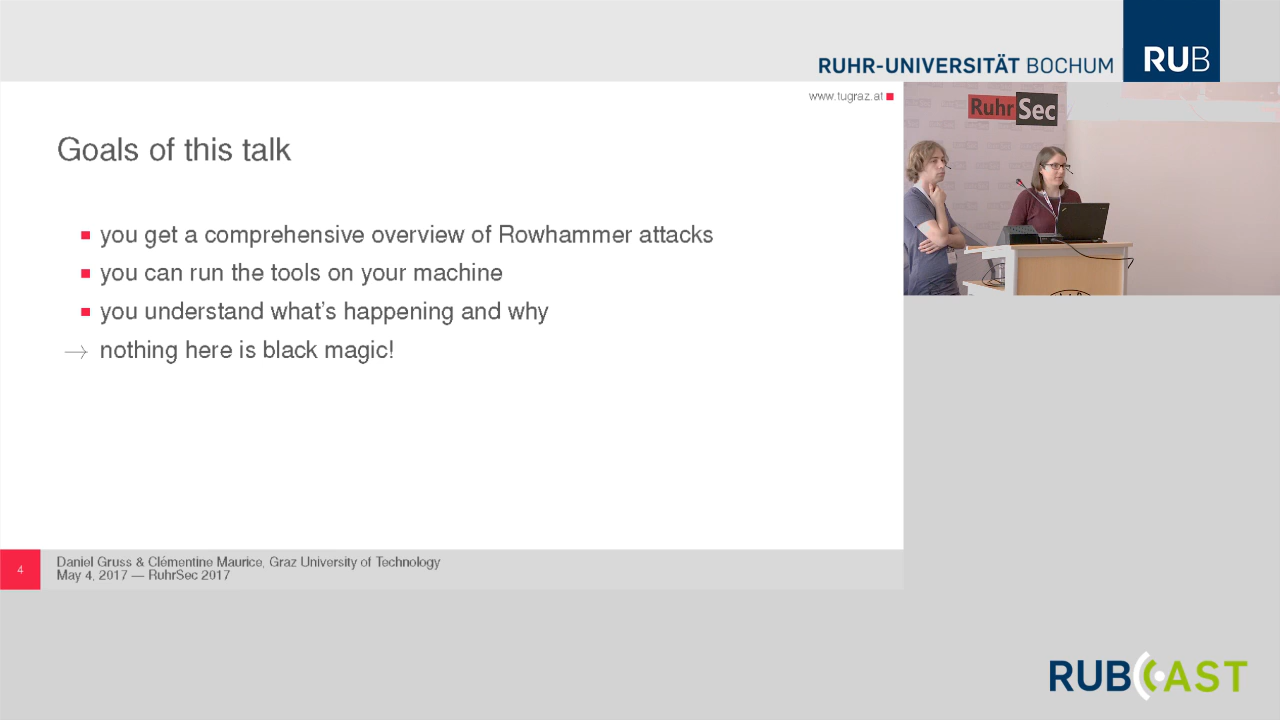 RUHR-UNIVERSITÄT BOCHUM
RUB
www.tugraz.at
RuhrSec
Goals of this talk
you get a comprehensive overview of Rowhammer attacks
you can run the tools on your machine
you understand what's happening and why
→ nothing here is black magic!
4
Daniel Gruss & Clémentine Maurice, Graz University of Technology
May 4, 2017 — RuhrSec 2017
RUBCAST